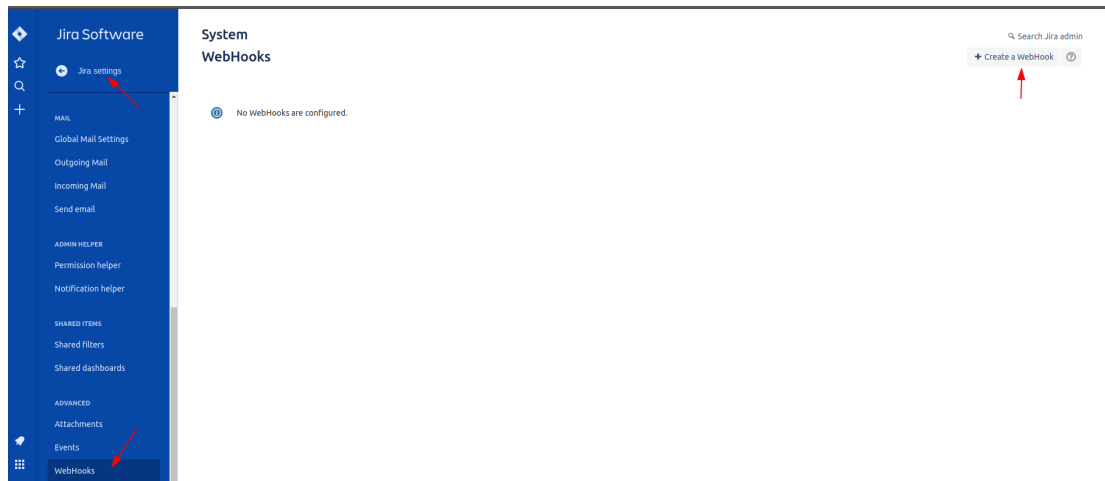 Jira Software
Jira settings
MAIL
Global Mail Settings
Outgoing Mail
Incoming Mail
Send email
ADMIN HELPER
Permission helper
Notification helper
SHARED ITEMS
Shared filters
Shared dashboards
ADVANCED
Attachments
Events
WebHooks
System
Search Jira admin
WebHooks
+ Create a WebHook
No WebHooks are configured.